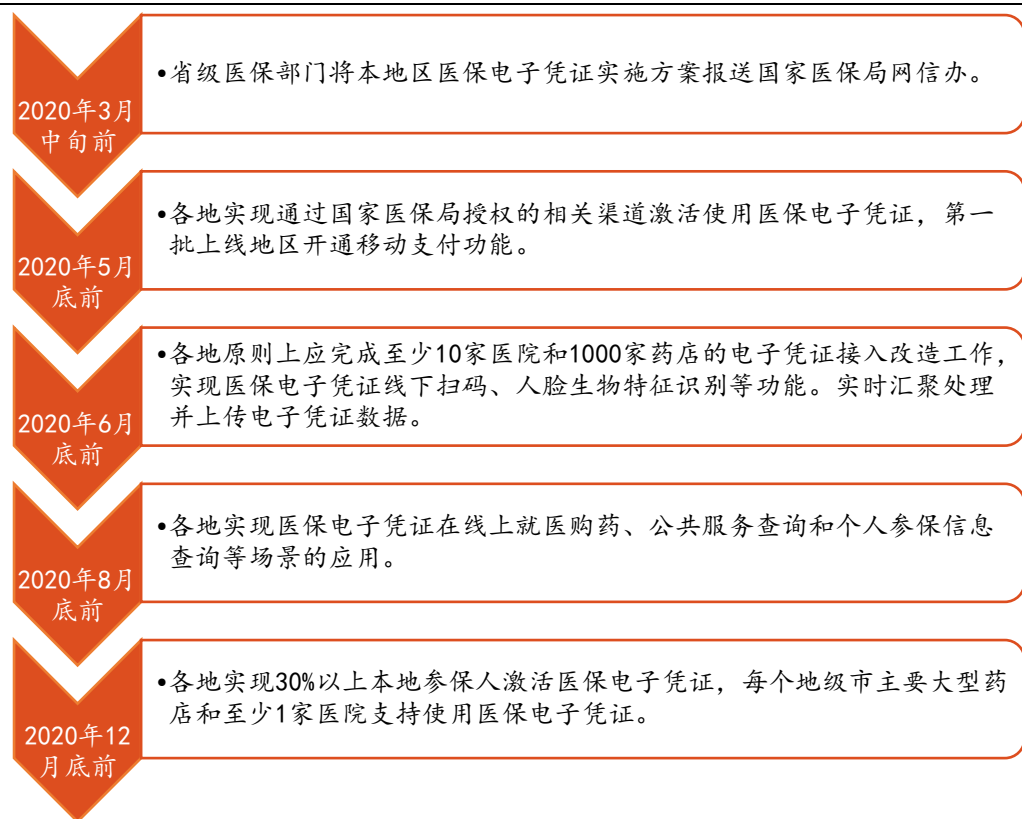 2020年3月
中旬前
•省级医保部门将本地区医保电子凭证实施方案报送国家医保局网信办。
2020年5月
底前
•各地实现通过国家医保局授权的相关渠道激活使用医保电子凭证，第一
批上线地区开通移动支付功能。
2020年6月
底前
•各地原则上应完成至少10家医院和1000家药店的电子凭证接入改造工作，
实现医保电子凭证线下扫码、人脸生物特征识别等功能。实时汇聚处理
并上传电子凭证数据。
2020年8月
底前
•各地实现医保电子凭证在线上就医购药、公共服务查询和个人参保信息
查询等场景的应用。
2020年12
月底前
•各地实现30%以上本地参保人激活医保电子凭证，每个地级市主要大型药
店和至少1家医院支持使用医保电子凭证。